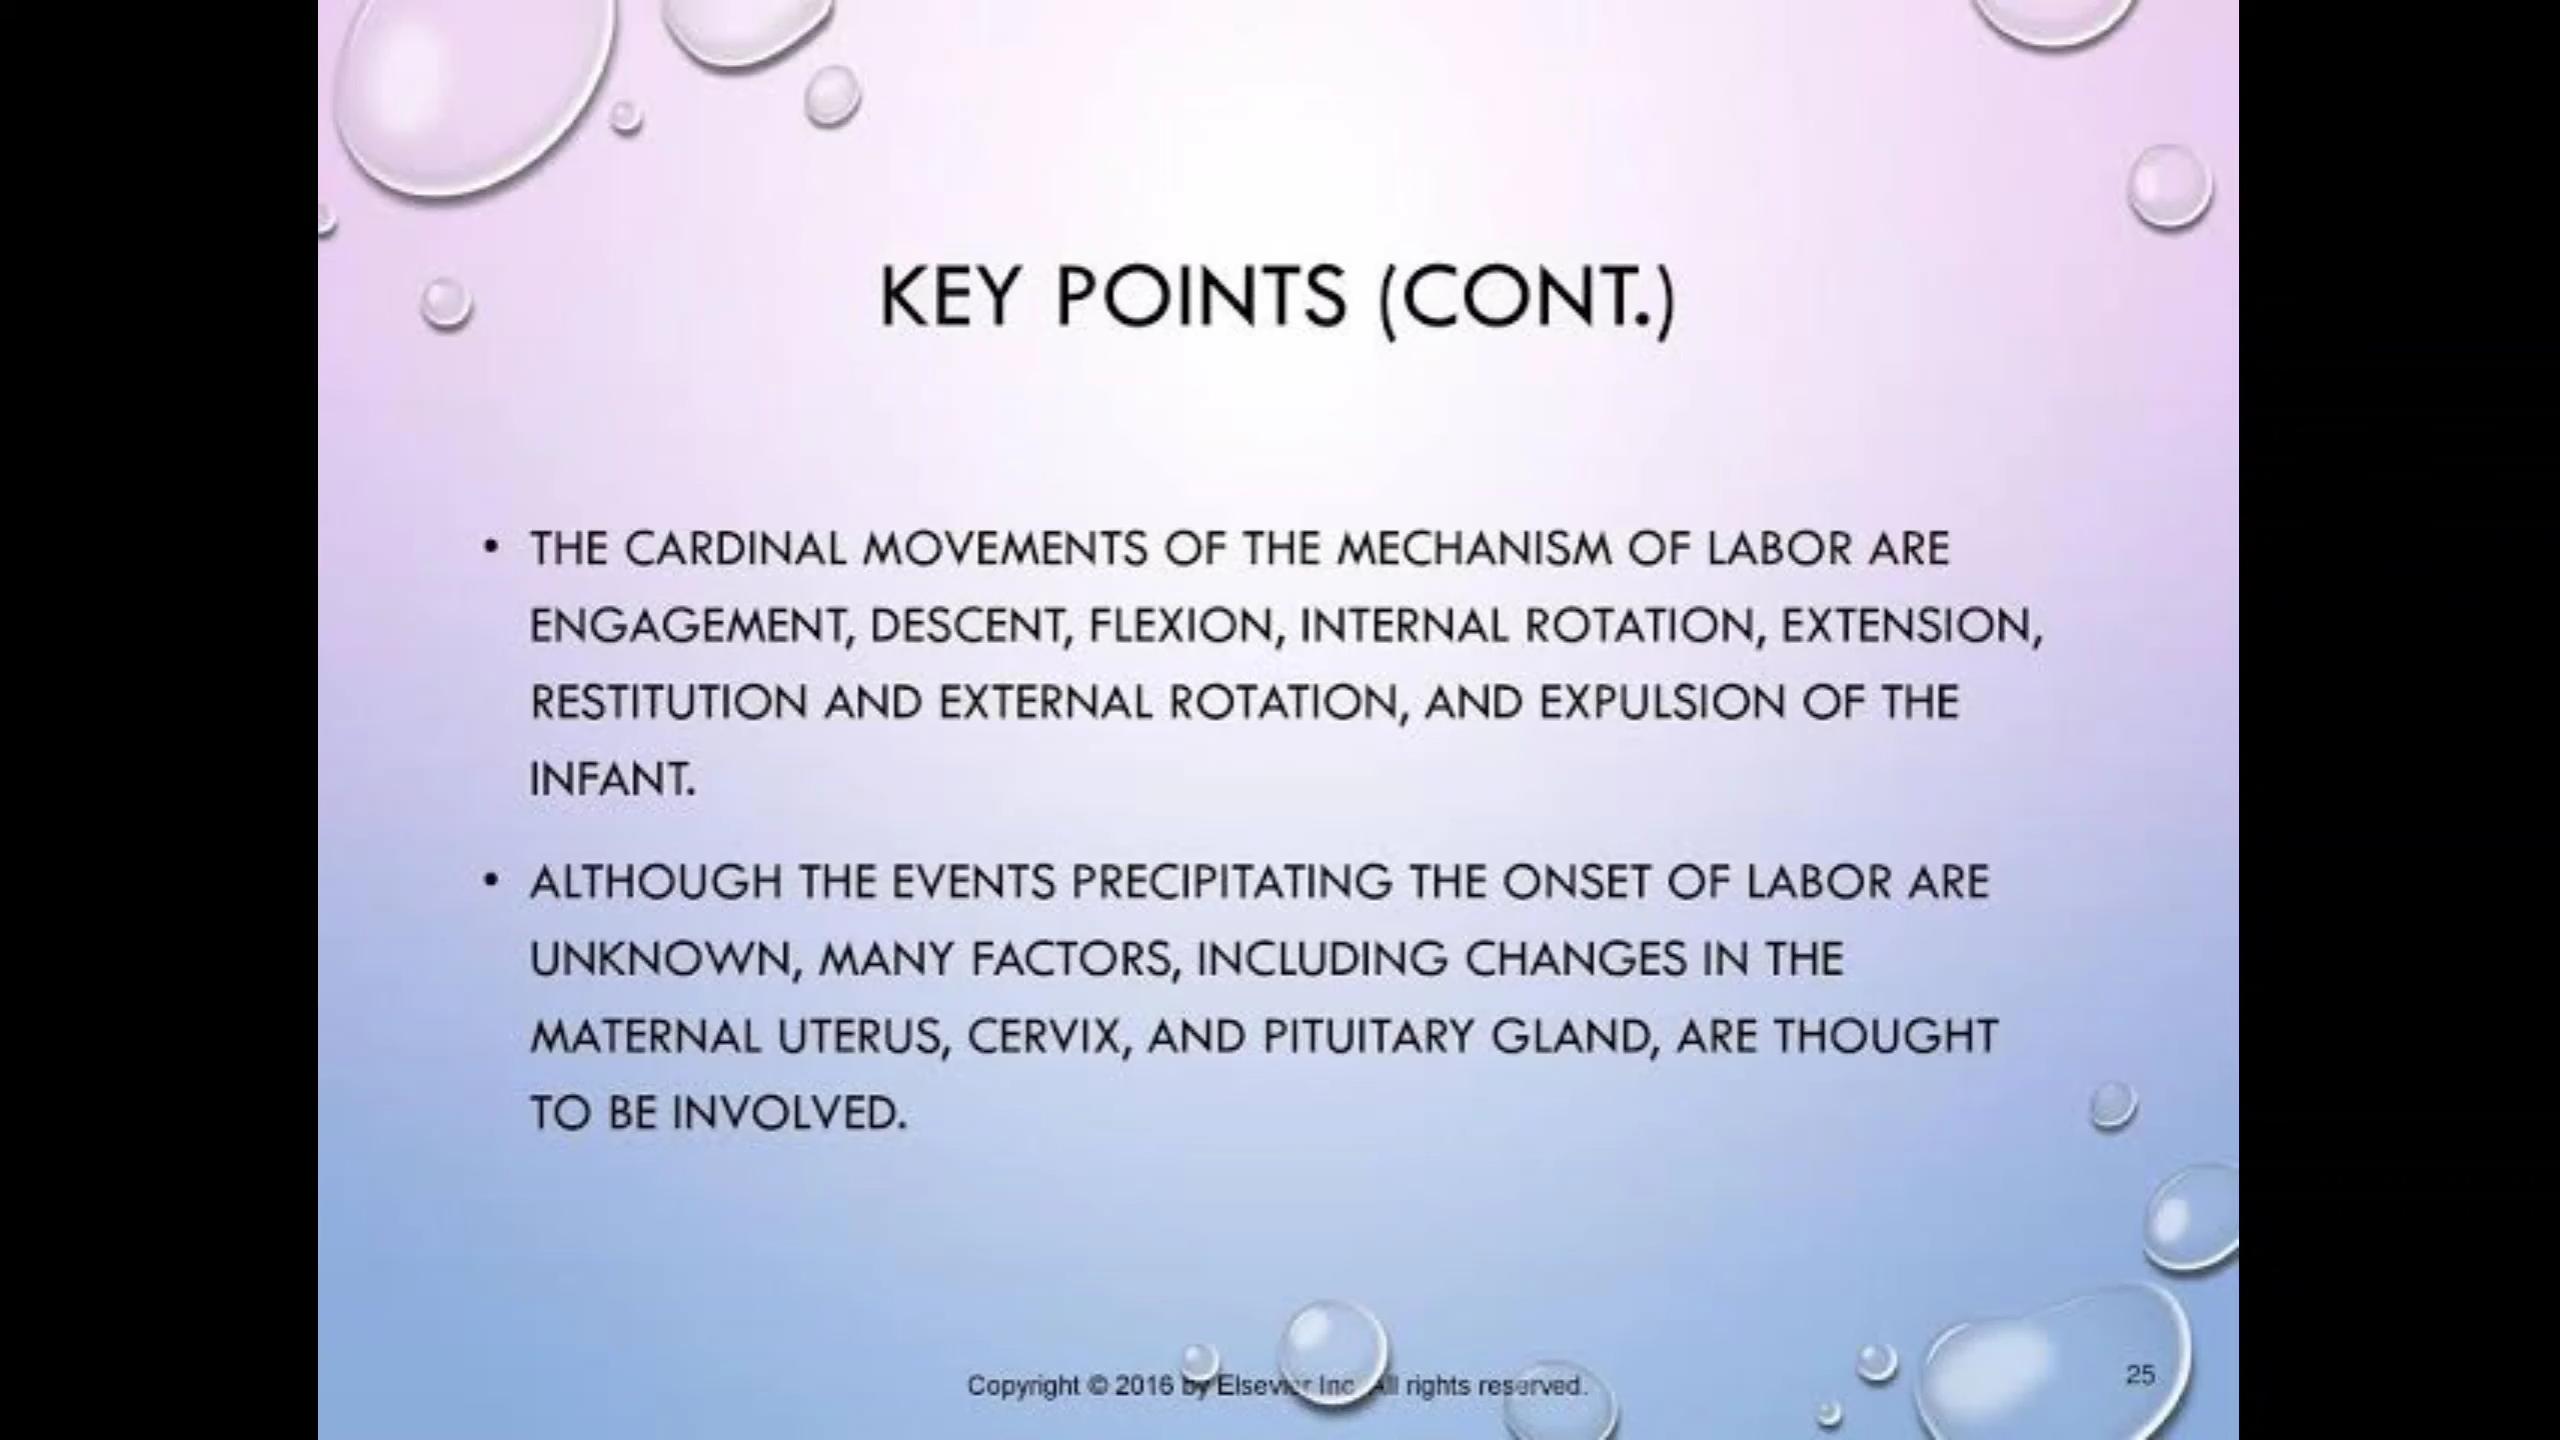 KEY POINTS (CONT.)
• THE CARDINAL MOVEMENTS OF THE MECHANISM OF LABOR ARE
ENGAGEMENT, DESCENT, FLEXION, INTERNAL ROTATION, EXTENSION,
RESTITUTION AND EXTERNAL ROTATION, AND EXPULSION OF THE
INFANT.
• ALTHOUGH THE EVENTS PRECIPITATING THE ONSET OF LABOR ARE
UNKNOWN, MANY FACTORS, INCLUDING CHANGES IN THE
MATERNAL UTERUS, CERVIX, AND PITUITARY GLAND, ARE THOUGHT
TO BE INVOLVED.
Copyright © 2016 by Elsevier Inc. All rights reserved.
25